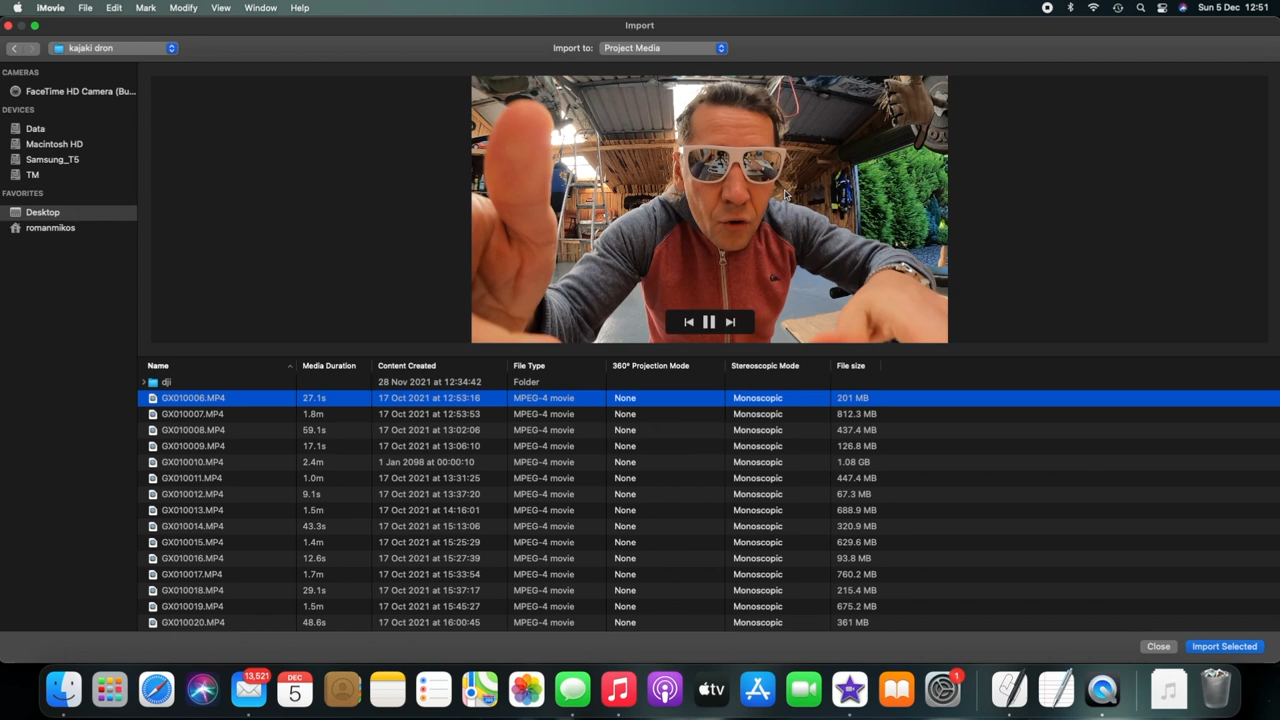 iMovie File Edit Mark Modify View Window Help Sun 5 Dec 12:51
Import
kajaki dron Import to: Project Media
CAMERAS
FaceTime HD Camera (Bu...
DEVICES
Data
Macintosh HD
Samsung_T5
TM
FAVORITES
Desktop
romanmikos
Name Media Duration Content Created File Type 360° Projection Mode Stereoscopic Mode File size
dji 28 Nov 2021 at 12:34:42 Folder
GX010006.MP4 27.1s 17 Oct 2021 at 12:53:16 MPEG-4 movie None Monoscopic 201 MB
GX010007.MP4 1.8m 17 Oct 2021 at 12:53:53 MPEG-4 movie None Monoscopic 812.3 MB
GX010008.MP4 59.1s 17 Oct 2021 at 13:02:06 MPEG-4 movie None Monoscopic 437.4 MB
GX010009.MP4 17.1s 17 Oct 2021 at 13:06:10 MPEG-4 movie None Monoscopic 126.8 MB
GX010010.MP4 2.4m 1 Jan 2098 at 00:00:10 MPEG-4 movie None Monoscopic 1.08 GB
GX010011.MP4 1.0m 17 Oct 2021 at 13:31:25 MPEG-4 movie None Monoscopic 447.4 MB
GX010012.MP4 9.1s 17 Oct 2021 at 13:37:20 MPEG-4 movie None Monoscopic 67.3 MB
GX010013.MP4 1.5m 17 Oct 2021 at 14:16:01 MPEG-4 movie None Monoscopic 688.9 MB
GX010014.MP4 43.3s 17 Oct 2021 at 15:13:06 MPEG-4 movie None Monoscopic 320.9 MB
GX010015.MP4 1.4m 17 Oct 2021 at 15:25:29 MPEG-4 movie None Monoscopic 629.6 MB
GX010016.MP4 12.6s 17 Oct 2021 at 15:27:39 MPEG-4 movie None Monoscopic 93.8 MB
GX010017.MP4 1.7m 17 Oct 2021 at 15:33:54 MPEG-4 movie None Monoscopic 760.2 MB
GX010018.MP4 29.1s 17 Oct 2021 at 15:37:17 MPEG-4 movie None Monoscopic 215.4 MB
GX010019.MP4 1.5m 17 Oct 2021 at 15:45:27 MPEG-4 movie None Monoscopic 675.2 MB
GX010020.MP4 48.6s 17 Oct 2021 at 16:00:45 MPEG-4 movie None Monoscopic 361 MB
Close Import Selected
13,521 DEC 5 tv 1